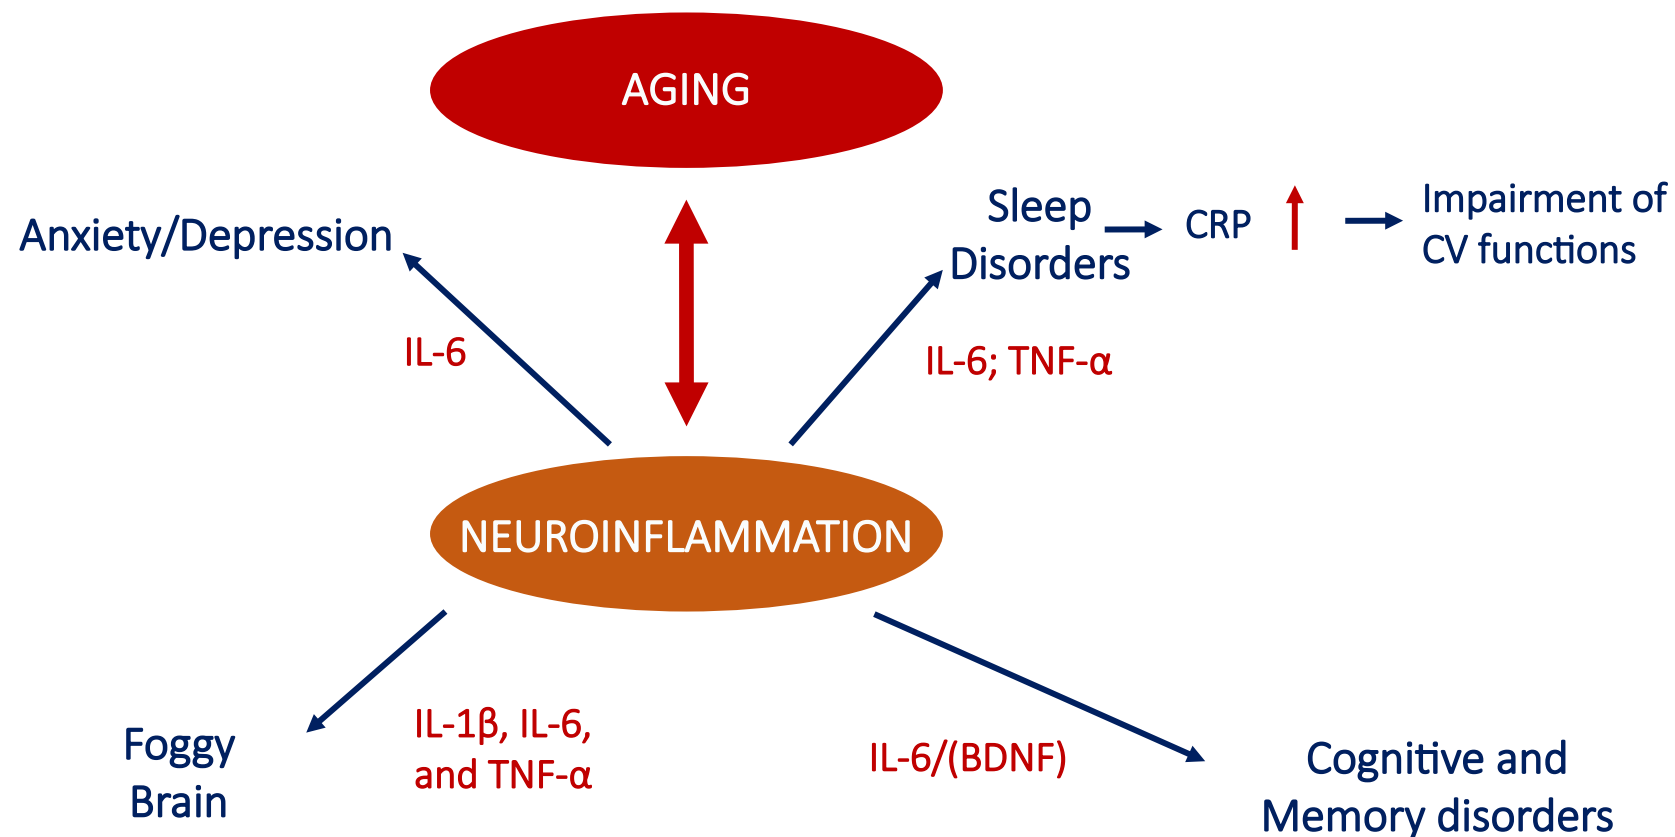 AGING
Anxiety/Depression
Sleep
Disorders
CRP
Impairment of
CV functions
IL-6
IL-6; TNF-α
NEUROINFLAMMATION
Foggy
Brain
IL-1β, IL-6,
and TNF-α
IL-6/(BDNF)
Cognitive and
Memory disorders